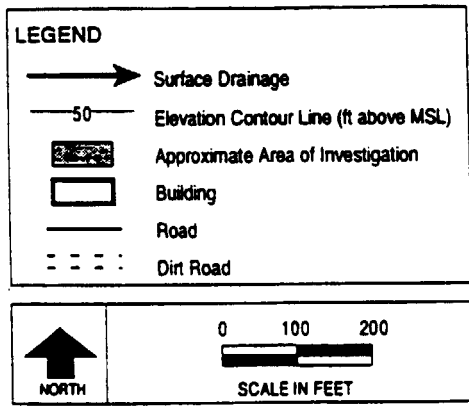 LEGEND
Surface Drainage
50 Elevation Contour Line (ft above MSL)
Approximate Area of Investigation
Building
Road
Dirt Road
0 100 200
NORTH SCALE IN FEET